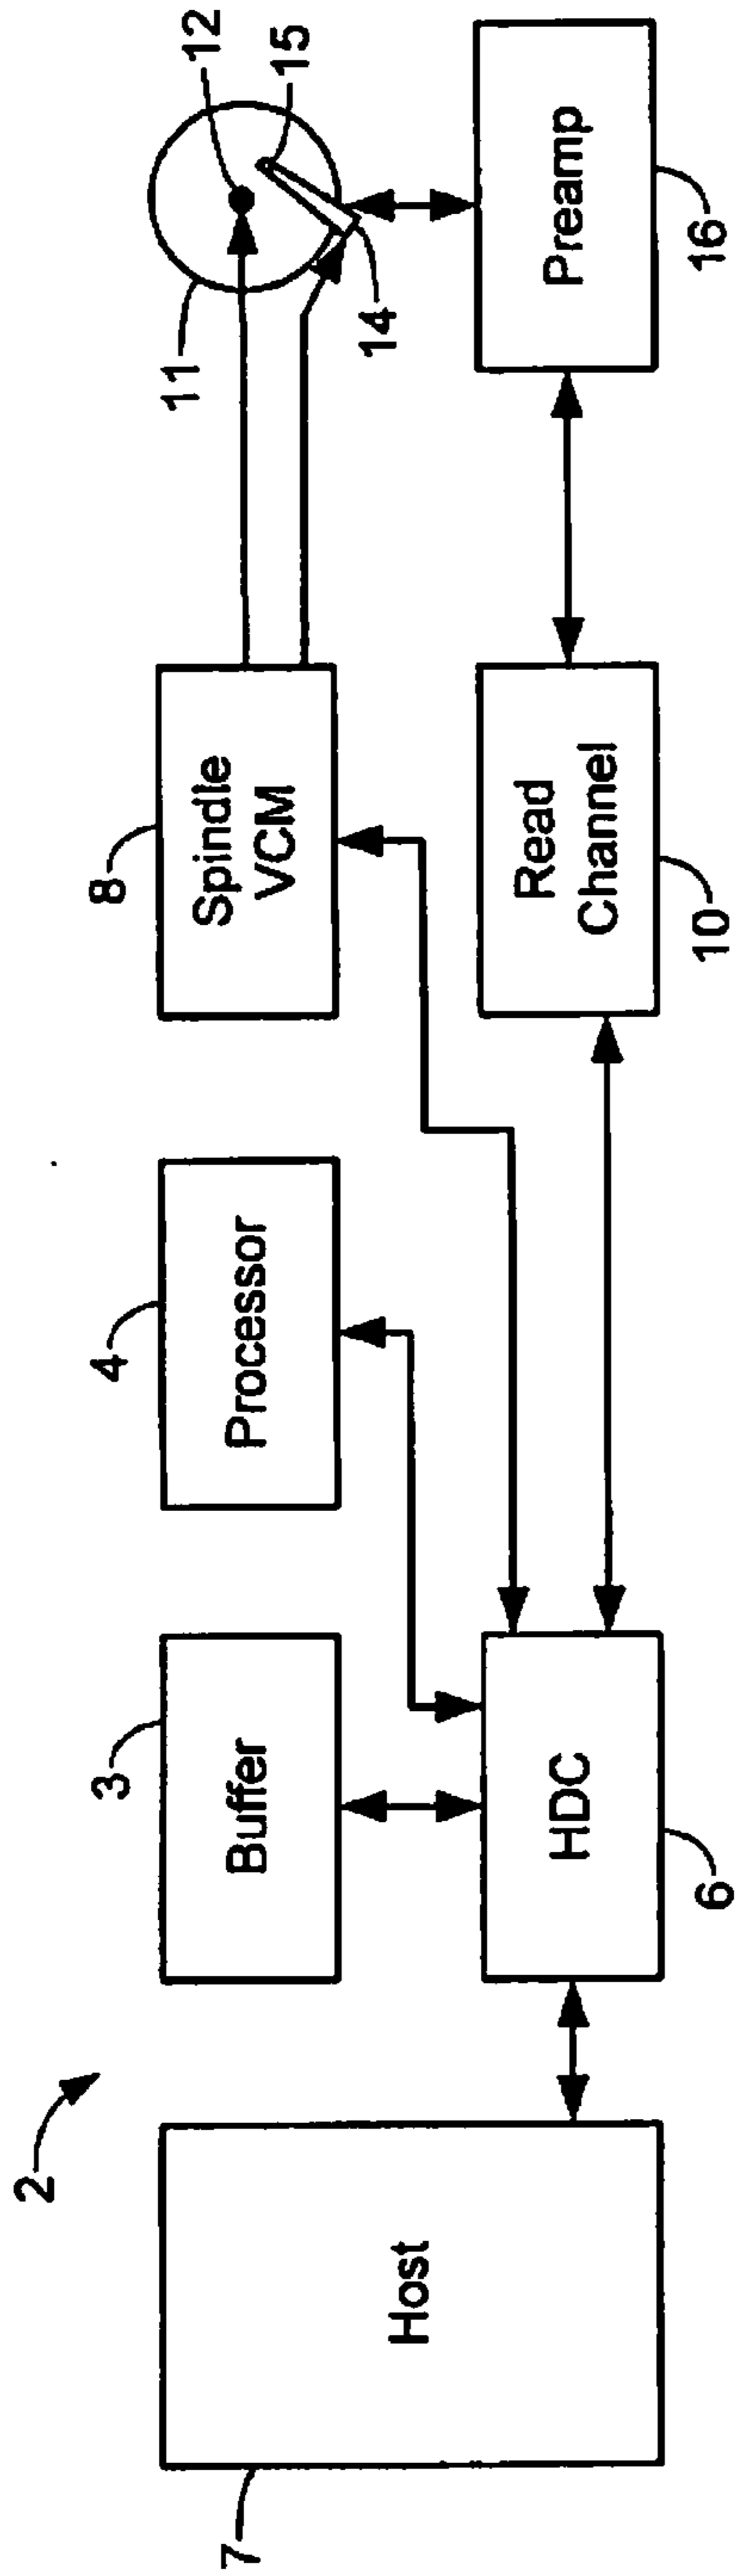 2
7
Host
3
Buffer
4
Processor
8
Spindle
VCM
11
12
15
14
HDC
6
Read
Channel
10
Preamp
16